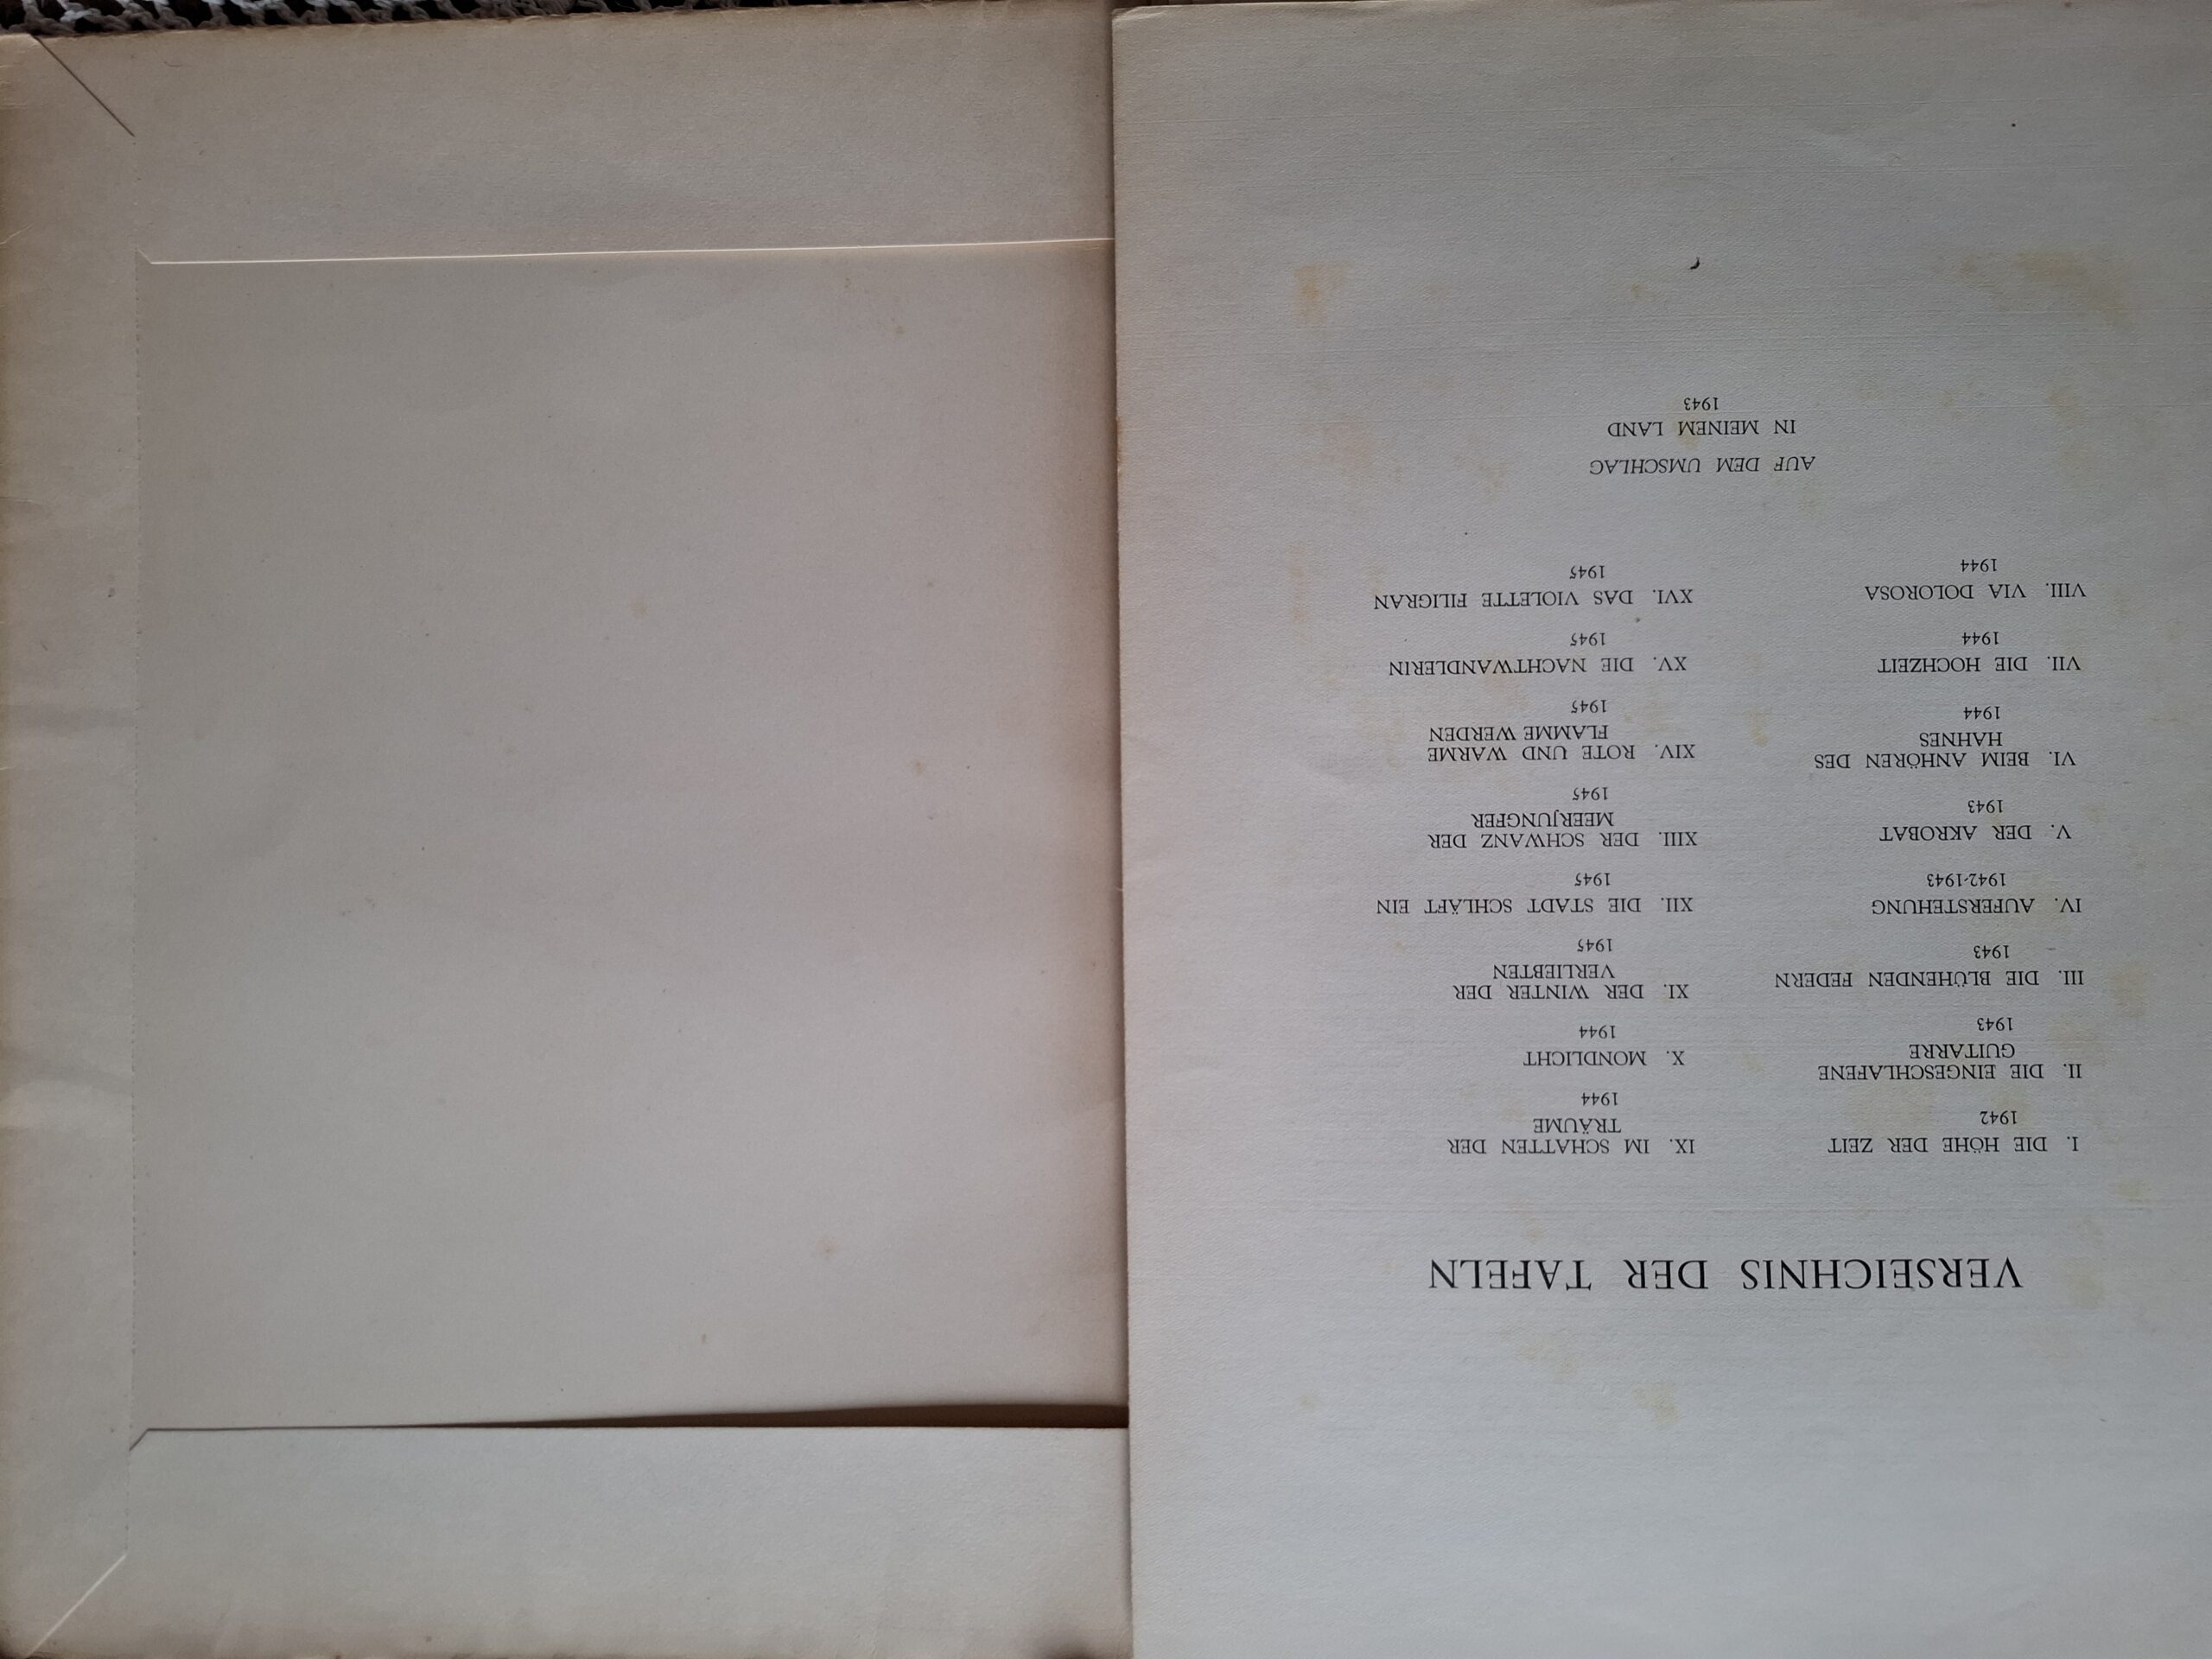 VERSEICHNIS DER TAFELN
I. DIE HÖHE DER ZEIT
1942
II. DIE EINGESCHLAFENE
GUITARRE
1943
III. DIE BLÜHENDEN FEDERN
1943
IV. AUFERSTEHUNG
1942-1943
V. DER AKROBAT
1943
VI. BEIM ANHÖREN DES
HAHNES
1944
VII. DIE HOCHZEIT
1944
VIII. VIA DOLOROSA
1944
IX. IM SCHATTEN DER
TRÄUME
1944
X. MONDLICHT
1944
XI. DER WINTER DER
VERLIEBTEN
1945
XII. DIE STADT SCHLÄFT EIN
1945
XIII. DER SCHWANZ DER
MEERJUNGFER
1945
XIV. ROTE UND WARME
FLAMME WERDEN
1945
XV. DIE NACHTWANDLERIN
1945
XVI. DAS VIOLETTE FILIGRAN
1945
AUF DEM UMSCHLAG
IN MEINEM LAND
1943